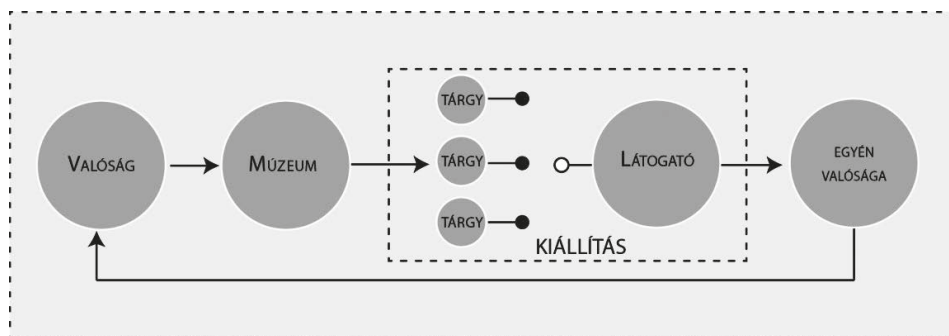 VALÓSÁG
MÚZEUM
TÁRGY
TÁRGY
TÁRGY
LÁTOGATÓ
EGYÉN
VALÓSÁGA
KIÁLLÍTÁS